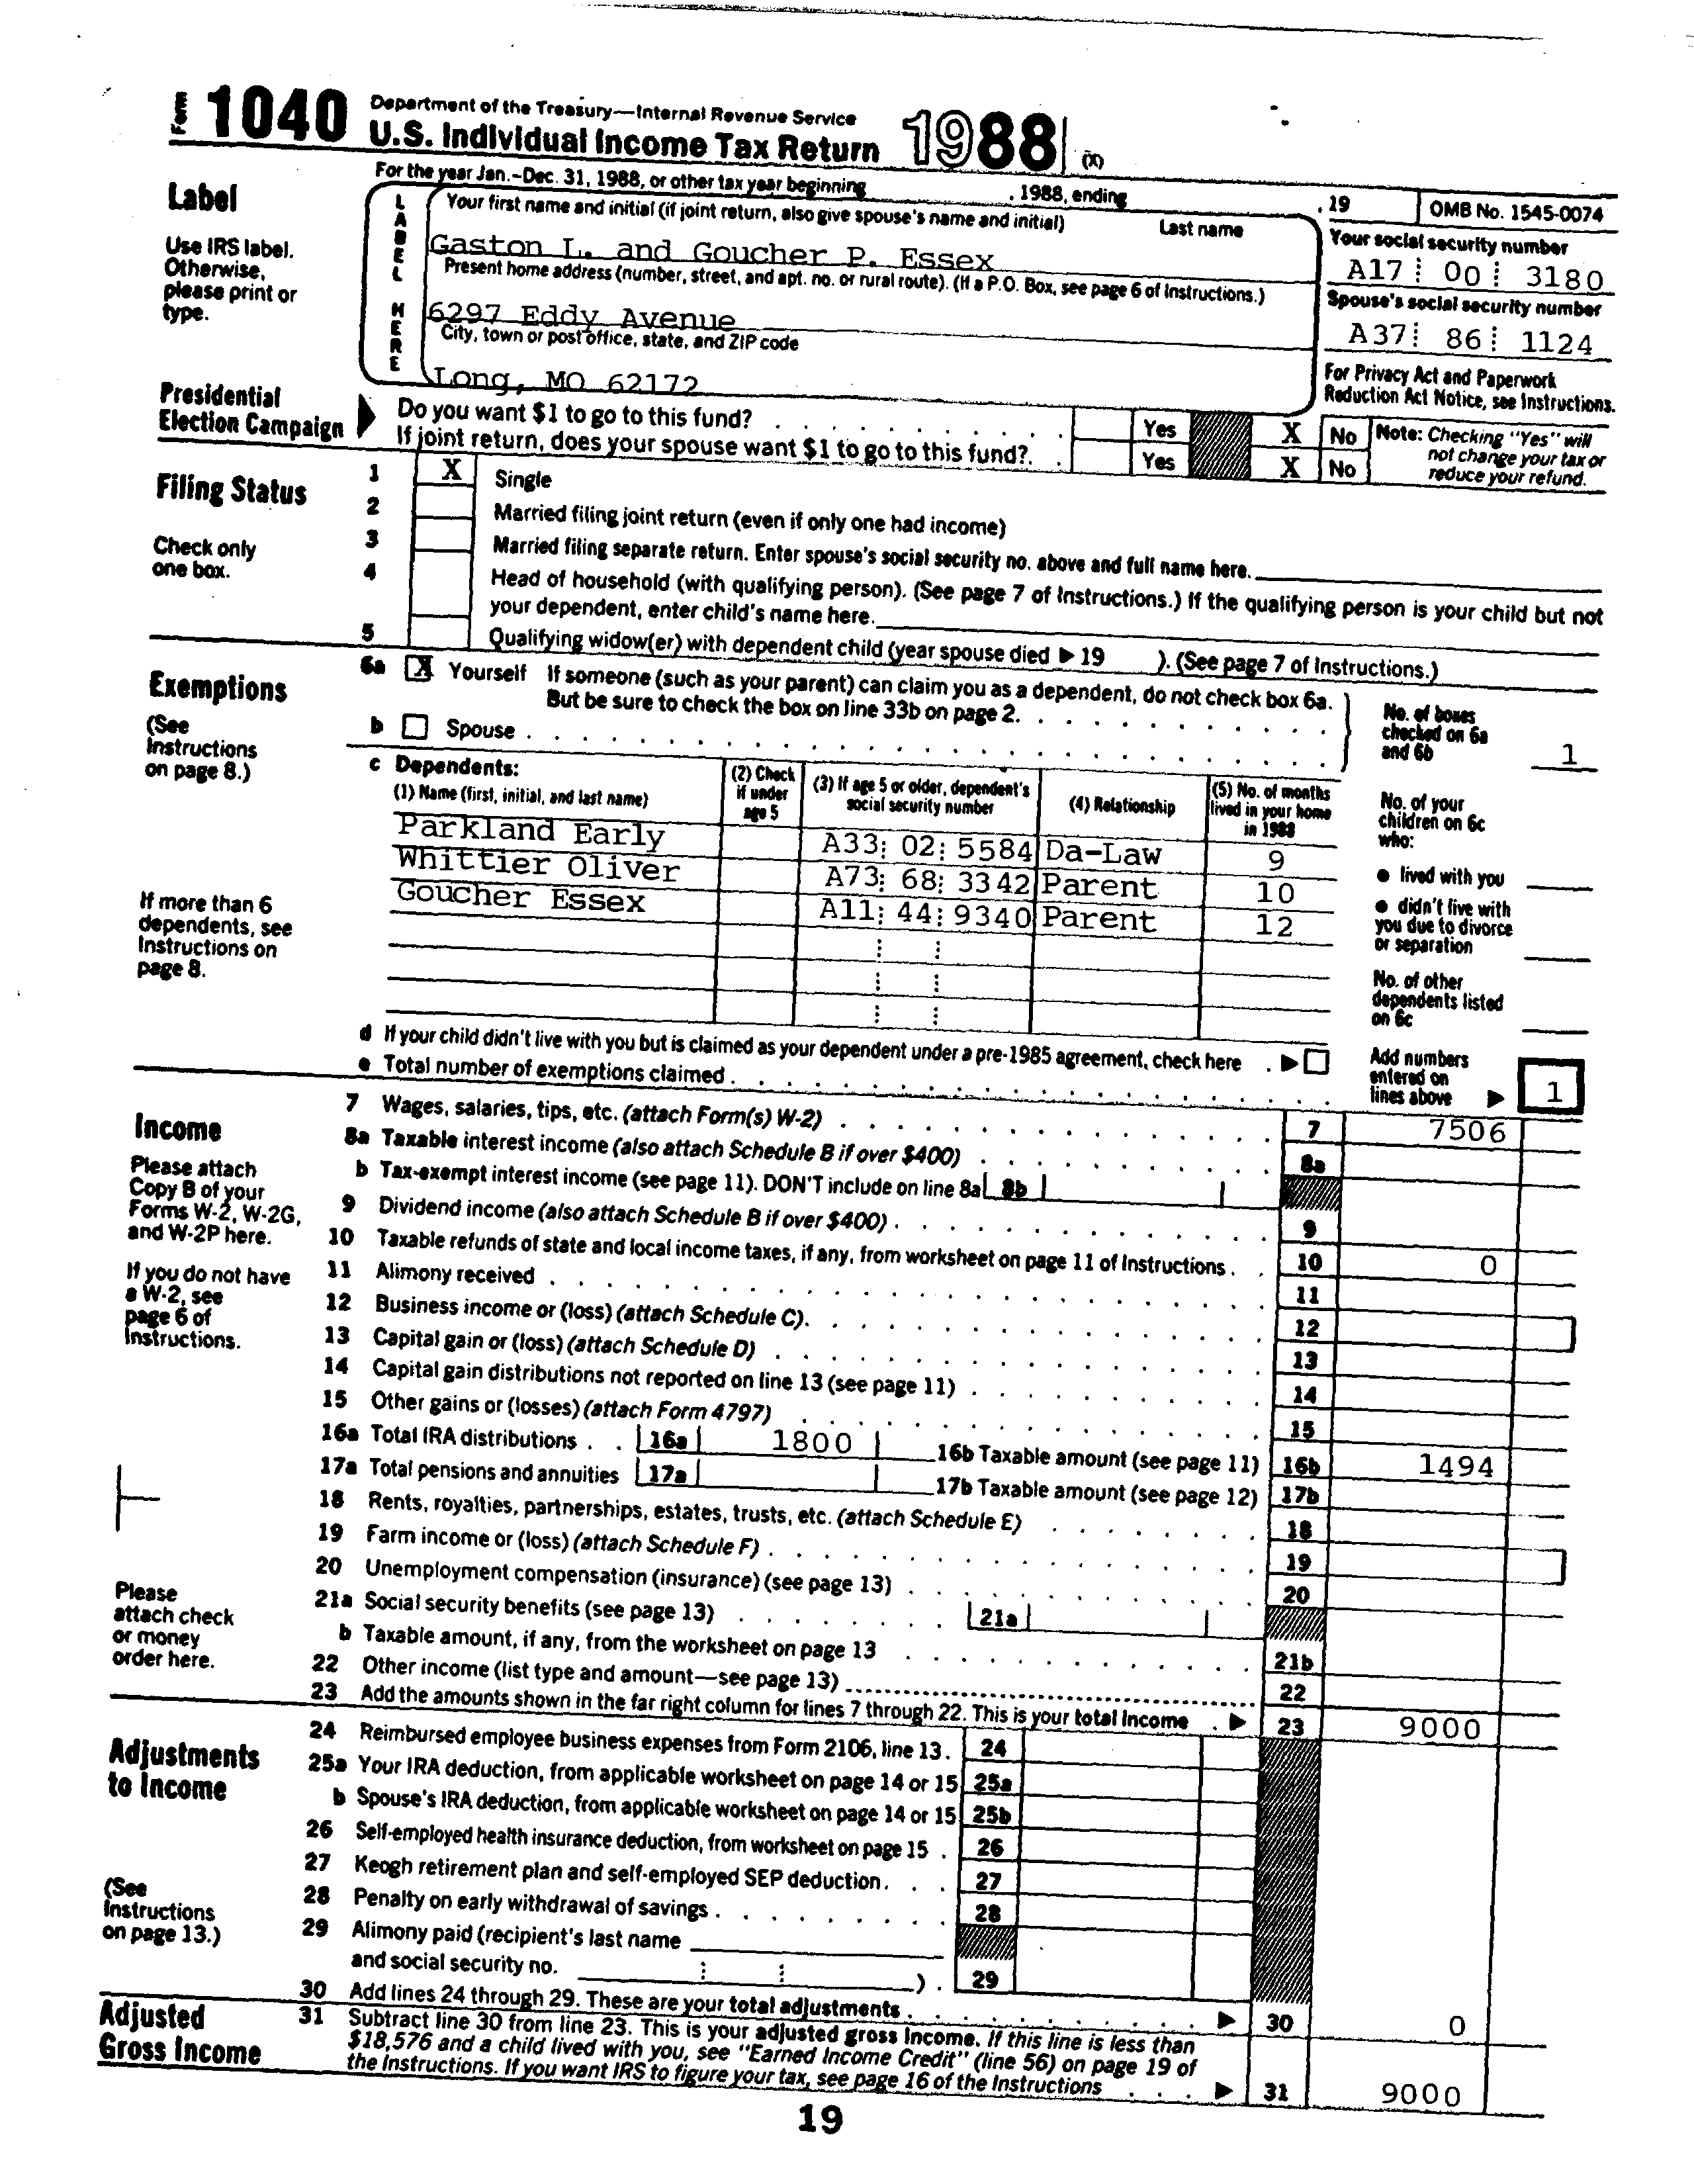 Form 1040 Department of the Treasury—Internal Revenue Service
U.S. Individual Income Tax Return 1988 (X)
For the year Jan.–Dec. 31, 1988, or other tax year beginning , 1988, ending , 19 OMB No. 1545-0074
Label
Use IRS label.
Otherwise,
please print or
type.
LABEL HERE
Your first name and initial (if joint return, also give spouse's name and initial) Last name
Gaston L. and Goucher P. Essex
Your social security number
A17 00 3180
Present home address (number, street, and apt. no. or rural route). (If a P.O. Box, see page 6 of Instructions.)
6297 Eddy Avenue
Spouse's social security number
A37 86 1124
City, town or post office, state, and ZIP code
Long, MO 62172
For Privacy Act and Paperwork
Reduction Act Notice, see Instructions.
Presidential
Election Campaign
Do you want $1 to go to this fund? Yes X No
If joint return, does your spouse want $1 to go to this fund? Yes X No
Note: Checking "Yes" will
not change your tax or
reduce your refund.
Filing Status
Check only
one box.
1 X Single
2 Married filing joint return (even if only one had income)
3 Married filing separate return. Enter spouse's social security no. above and full name here.
4 Head of household (with qualifying person). (See page 7 of Instructions.) If the qualifying person is your child but not
your dependent, enter child's name here.
5 Qualifying widow(er) with dependent child (year spouse died ▶ 19 ). (See page 7 of Instructions.)
Exemptions
(See
Instructions
on page 8.)
6a X Yourself If someone (such as your parent) can claim you as a dependent, do not check box 6a.
But be sure to check the box on line 33b on page 2.
b Spouse
No. of boxes
checked on 6a
and 6b 1
c Dependents:
(1) Name (first, initial, and last name)
(2) Check
if under
age 5
(3) If age 5 or older, dependent's
social security number
(4) Relationship
(5) No. of months
lived in your home
in 1988
Parkland Early A33 02 5584 Da-Law 9
Whittier Oliver A73 68 3342 Parent 10
Goucher Essex A11 44 9340 Parent 12
No. of your
children on 6c
who:
● lived with you
● didn't live with
you due to divorce
or separation
No. of other
dependents listed
on 6c
If more than 6
dependents, see
Instructions on
page 8.
d If your child didn't live with you but is claimed as your dependent under a pre-1985 agreement, check here ▶
e Total number of exemptions claimed
Add numbers
entered on
lines above ▶ 1
Income
Please attach
Copy B of your
Forms W-2, W-2G,
and W-2P here.
If you do not have
a W-2, see
page 6 of
Instructions.
7 Wages, salaries, tips, etc. (attach Form(s) W-2) 7 7506
8a Taxable interest income (also attach Schedule B if over $400) 8a
b Tax-exempt interest income (see page 11). DON'T include on line 8a 8b
9 Dividend income (also attach Schedule B if over $400) 9
10 Taxable refunds of state and local income taxes, if any, from worksheet on page 11 of Instructions 10 0
11 Alimony received 11
12 Business income or (loss) (attach Schedule C) 12
13 Capital gain or (loss) (attach Schedule D) 13
14 Capital gain distributions not reported on line 13 (see page 11) 14
15 Other gains or (losses) (attach Form 4797) 15
16a Total IRA distributions 16a 1800 16b Taxable amount (see page 11) 16b 1494
17a Total pensions and annuities 17a 17b Taxable amount (see page 12) 17b
18 Rents, royalties, partnerships, estates, trusts, etc. (attach Schedule E) 18
19 Farm income or (loss) (attach Schedule F) 19
20 Unemployment compensation (insurance) (see page 13) 20
21a Social security benefits (see page 13) 21a
b Taxable amount, if any, from the worksheet on page 13 21b
22 Other income (list type and amount—see page 13) 22
23 Add the amounts shown in the far right column for lines 7 through 22. This is your total income ▶ 23 9000
Please
attach check
or money
order here.
Adjustments
to Income
(See
Instructions
on page 13.)
24 Reimbursed employee business expenses from Form 2106, line 13. 24
25a Your IRA deduction, from applicable worksheet on page 14 or 15 25a
b Spouse's IRA deduction, from applicable worksheet on page 14 or 15 25b
26 Self-employed health insurance deduction, from worksheet on page 15 26
27 Keogh retirement plan and self-employed SEP deduction 27
28 Penalty on early withdrawal of savings 28
29 Alimony paid (recipient's last name
and social security no. ) 29
30 Add lines 24 through 29. These are your total adjustments ▶ 30 0
Adjusted
Gross Income
31 Subtract line 30 from line 23. This is your adjusted gross income. If this line is less than
$18,576 and a child lived with you, see "Earned Income Credit" (line 56) on page 19 of
the Instructions. If you want IRS to figure your tax, see page 16 of the Instructions ▶ 31 9000
19